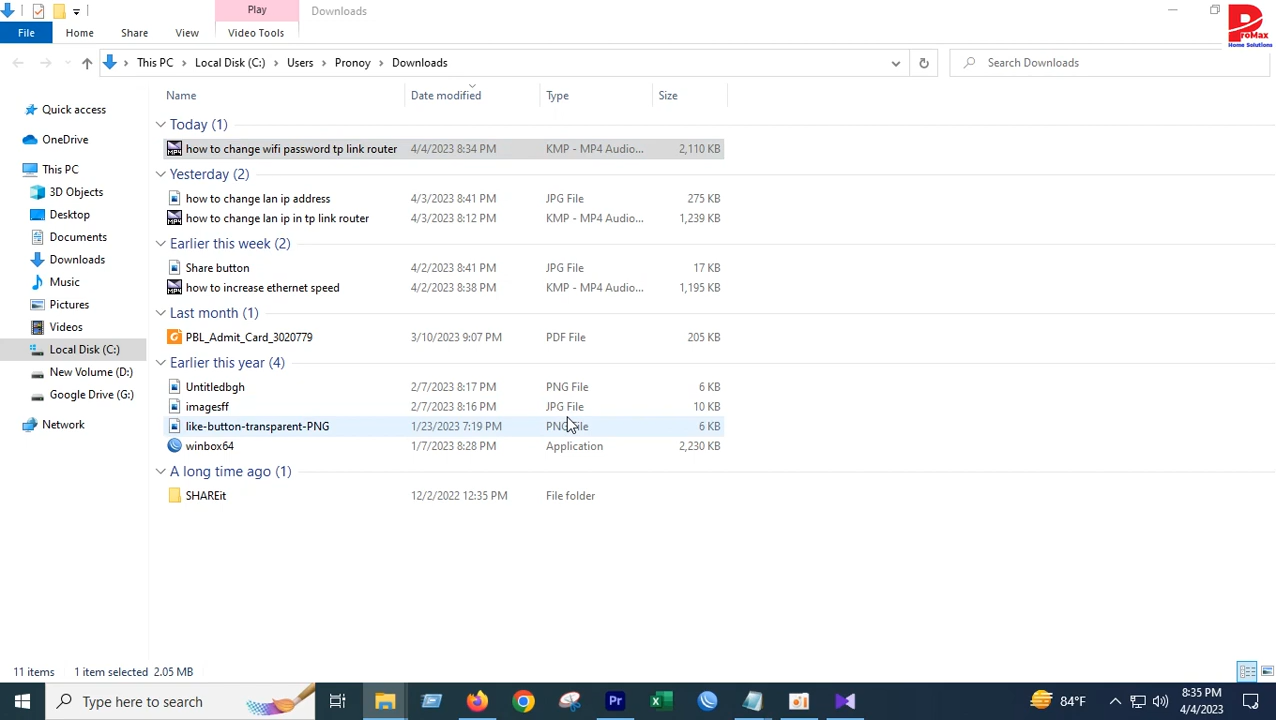 Play Downloads
ProMax
Home Solutions
File Home Share View Video Tools
This PC Local Disk (C:) Users Pronoy Downloads Search Downloads
Name Date modified Type Size
Quick access
OneDrive
This PC
3D Objects
Desktop
Documents
Downloads
Music
Pictures
Videos
Local Disk (C:)
New Volume (D:)
Google Drive (G:)
Network
Today (1)
how to change wifi password tp link router 4/4/2023 8:34 PM KMP - MP4 Audio... 2,110 KB
Yesterday (2)
how to change lan ip address 4/3/2023 8:41 PM JPG File 275 KB
how to change lan ip in tp link router 4/3/2023 8:12 PM KMP - MP4 Audio... 1,239 KB
Earlier this week (2)
Share button 4/2/2023 8:41 PM JPG File 17 KB
how to increase ethernet speed 4/2/2023 8:38 PM KMP - MP4 Audio... 1,195 KB
Last month (1)
PBL_Admit_Card_3020779 3/10/2023 9:07 PM PDF File 205 KB
Earlier this year (4)
Untitledbgh 2/7/2023 8:17 PM PNG File 6 KB
imagesff 2/7/2023 8:16 PM JPG File 10 KB
like-button-transparent-PNG 1/23/2023 7:19 PM PNG File 6 KB
winbox64 1/7/2023 8:28 PM Application 2,230 KB
A long time ago (1)
SHAREit 12/2/2022 12:35 PM File folder
11 items 1 item selected 2.05 MB
Type here to search Pr 84°F 8:35 PM
4/4/2023